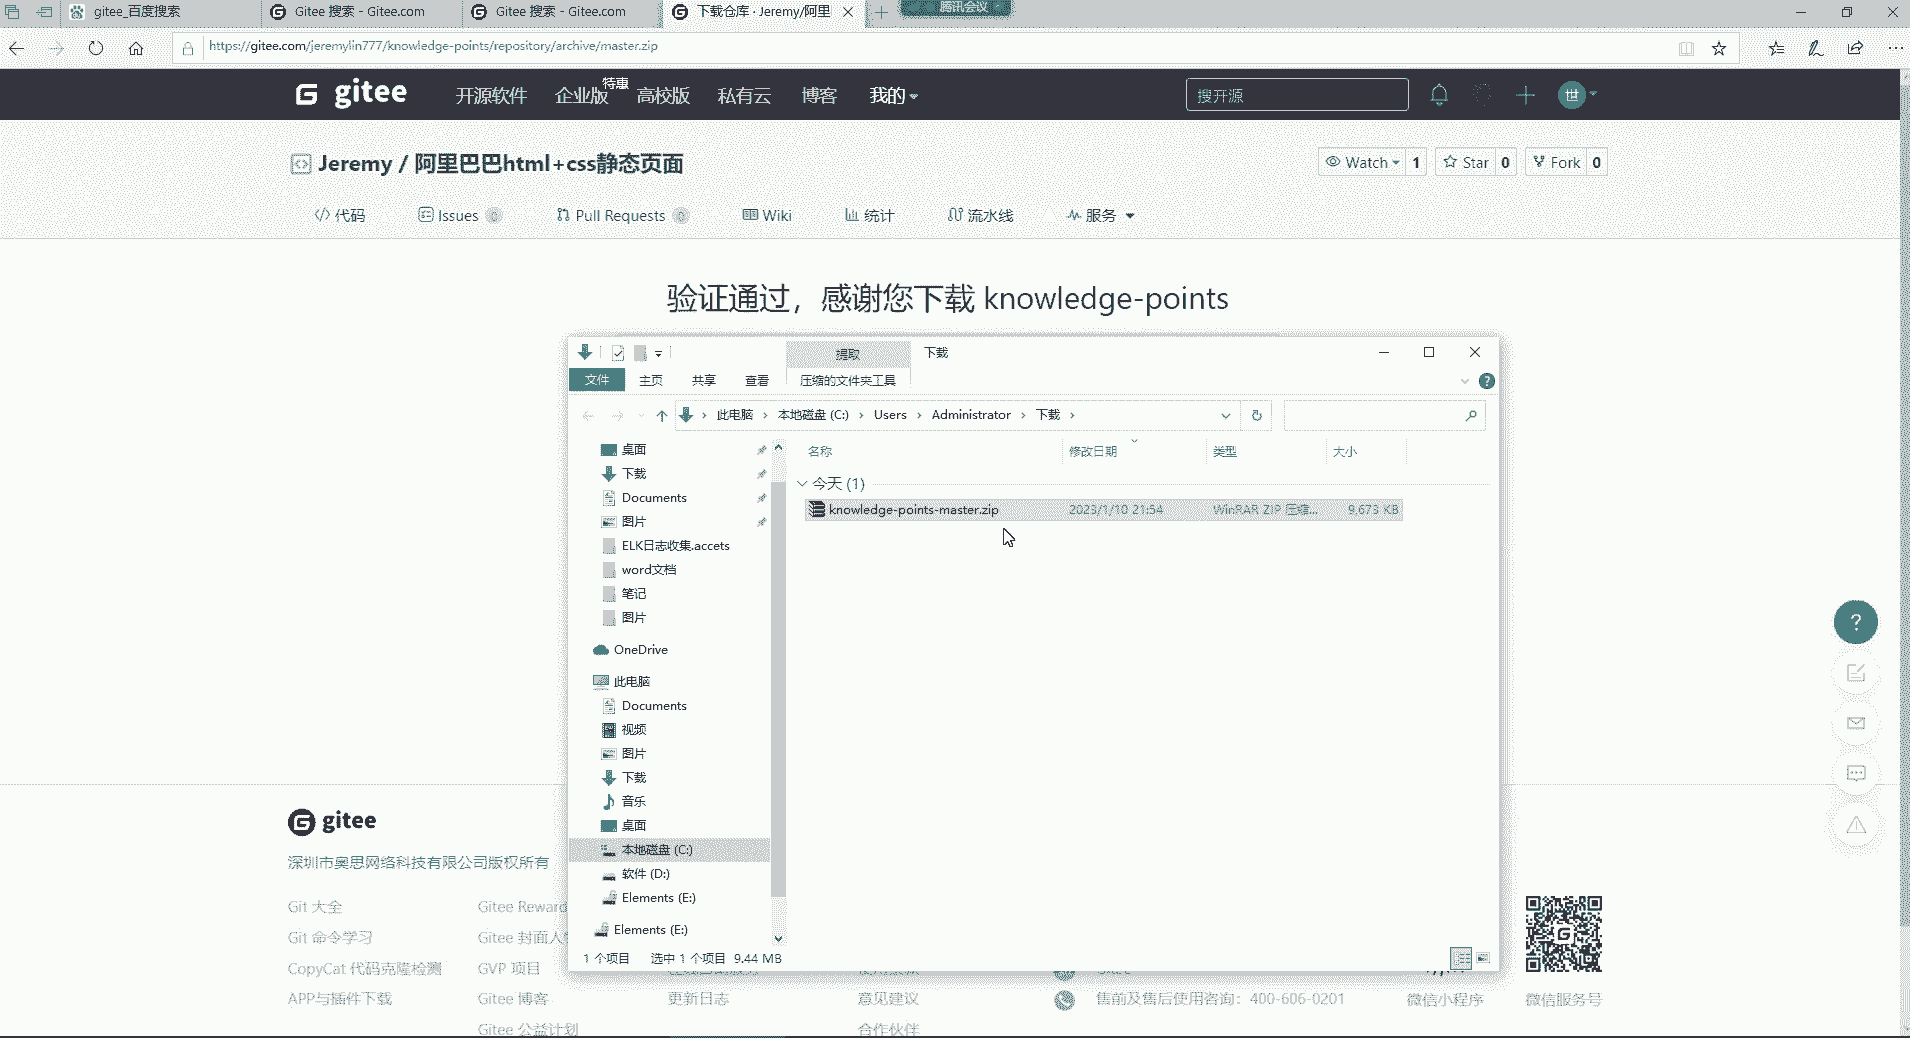 gitee_百度搜索
Gitee 搜索 - Gitee.com
Gitee 搜索 - Gitee.com
下载仓库 · Jeremy/阿里
腾讯会议
https://gitee.com/jeremylin777/knowledge-points/repository/archive/master.zip
gitee
开源软件
企业版
特惠
高校版
私有云
博客
我的
搜开源
世
Jeremy / 阿里巴巴html+css静态页面
Watch 1
Star 0
Fork 0
代码
Issues 0
Pull Requests 0
Wiki
统计
流水线
服务
验证通过，感谢您下载 knowledge-points
提取
下载
文件
主页
共享
查看
压缩的文件夹工具
此电脑 › 本地磁盘 (C:) › Users › Administrator › 下载 ›
名称
修改日期
类型
大小
今天 (1)
knowledge-points-master.zip 2023/1/10 21:54 WinRAR ZIP 压缩... 9,673 KB
桌面
下载
Documents
图片
ELK日志收集.accets
word文档
笔记
图片
OneDrive
此电脑
Documents
视频
图片
下载
音乐
桌面
本地磁盘 (C:)
软件 (D:)
Elements (E:)
Elements (E:)
1 个项目 选中 1 个项目 9.44 MB
gitee
深圳市奥思网络科技有限公司版权所有
Git 大全
Git 命令学习
CopyCat 代码克隆检测
APP与插件下载
Gitee Reward
Gitee 封面人
GVP 项目
Gitee 博客
Gitee 公益计划
更新日志
意见建议
合作伙伴
售前及售后使用咨询：400-606-0201
微信小程序
微信服务号